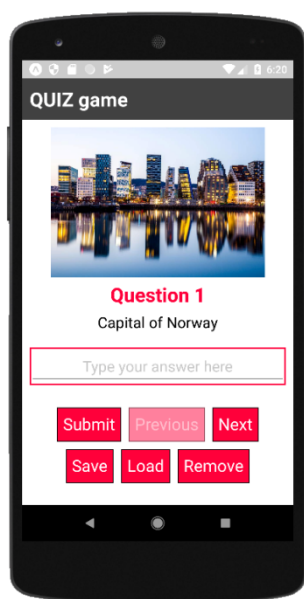 6:20
QUIZ game
Question 1
Capital of Norway
Type your answer here
Submit Previous Next
Save Load Remove